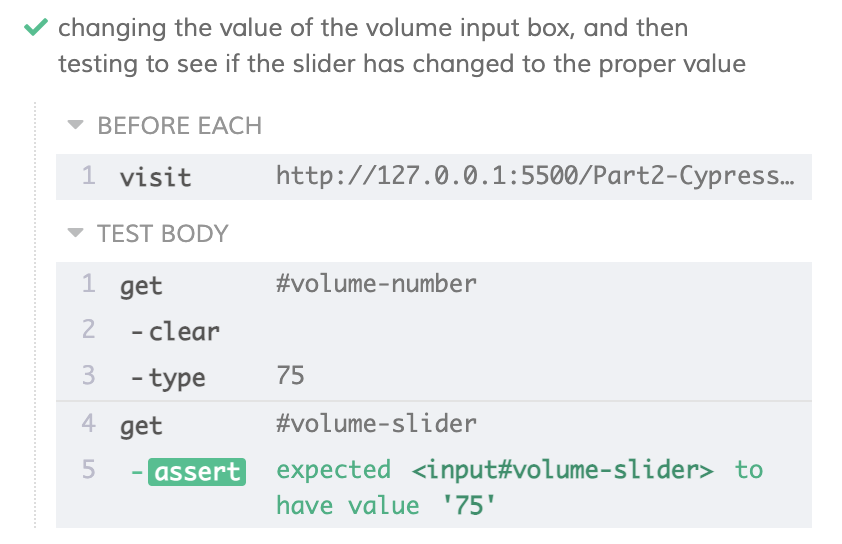 changing the value of the volume input box, and then
testing to see if the slider has changed to the proper value
BEFORE EACH
1 visit http://127.0.0.1:5500/Part2-Cypress…
TEST BODY
1 get #volume-number
2 -clear
3 -type 75
4 get #volume-slider
5 -assert expected <input#volume-slider> to
have value '75'